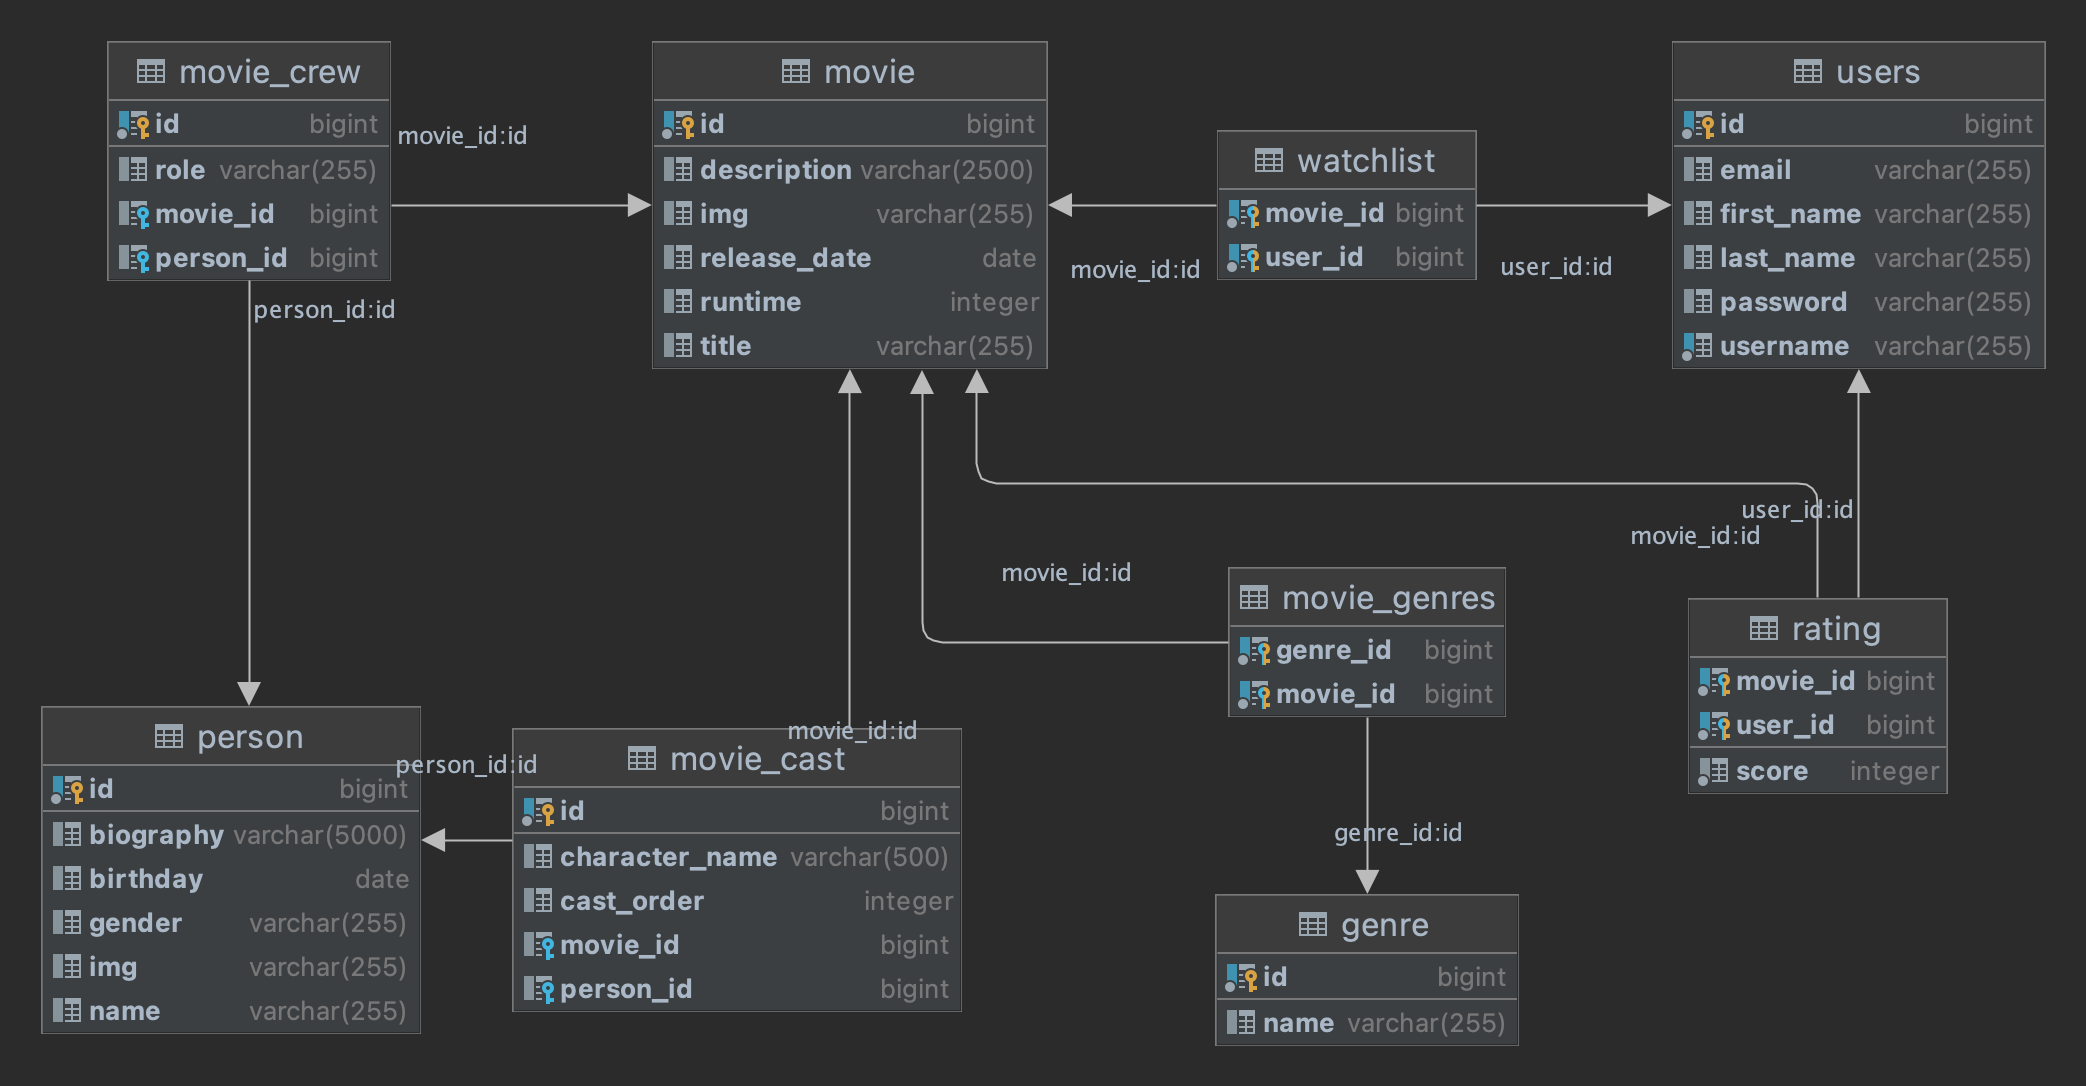 movie_crew
id bigint
role varchar(255)
movie_id bigint
person_id bigint
movie_id:id
person_id:id
movie
id bigint
description varchar(2500)
img varchar(255)
release_date date
runtime integer
title varchar(255)
watchlist
movie_id bigint
user_id bigint
movie_id:id
user_id:id
users
id bigint
email varchar(255)
first_name varchar(255)
last_name varchar(255)
password varchar(255)
username varchar(255)
user_id:id
movie_id:id
movie_id:id
movie_genres
genre_id bigint
movie_id bigint
rating
movie_id bigint
user_id bigint
score integer
person
id bigint
biography varchar(5000)
birthday date
gender varchar(255)
img varchar(255)
name varchar(255)
person_id:id
movie_id:id
movie_cast
id bigint
character_name varchar(500)
cast_order integer
movie_id bigint
person_id bigint
genre_id:id
genre
id bigint
name varchar(255)